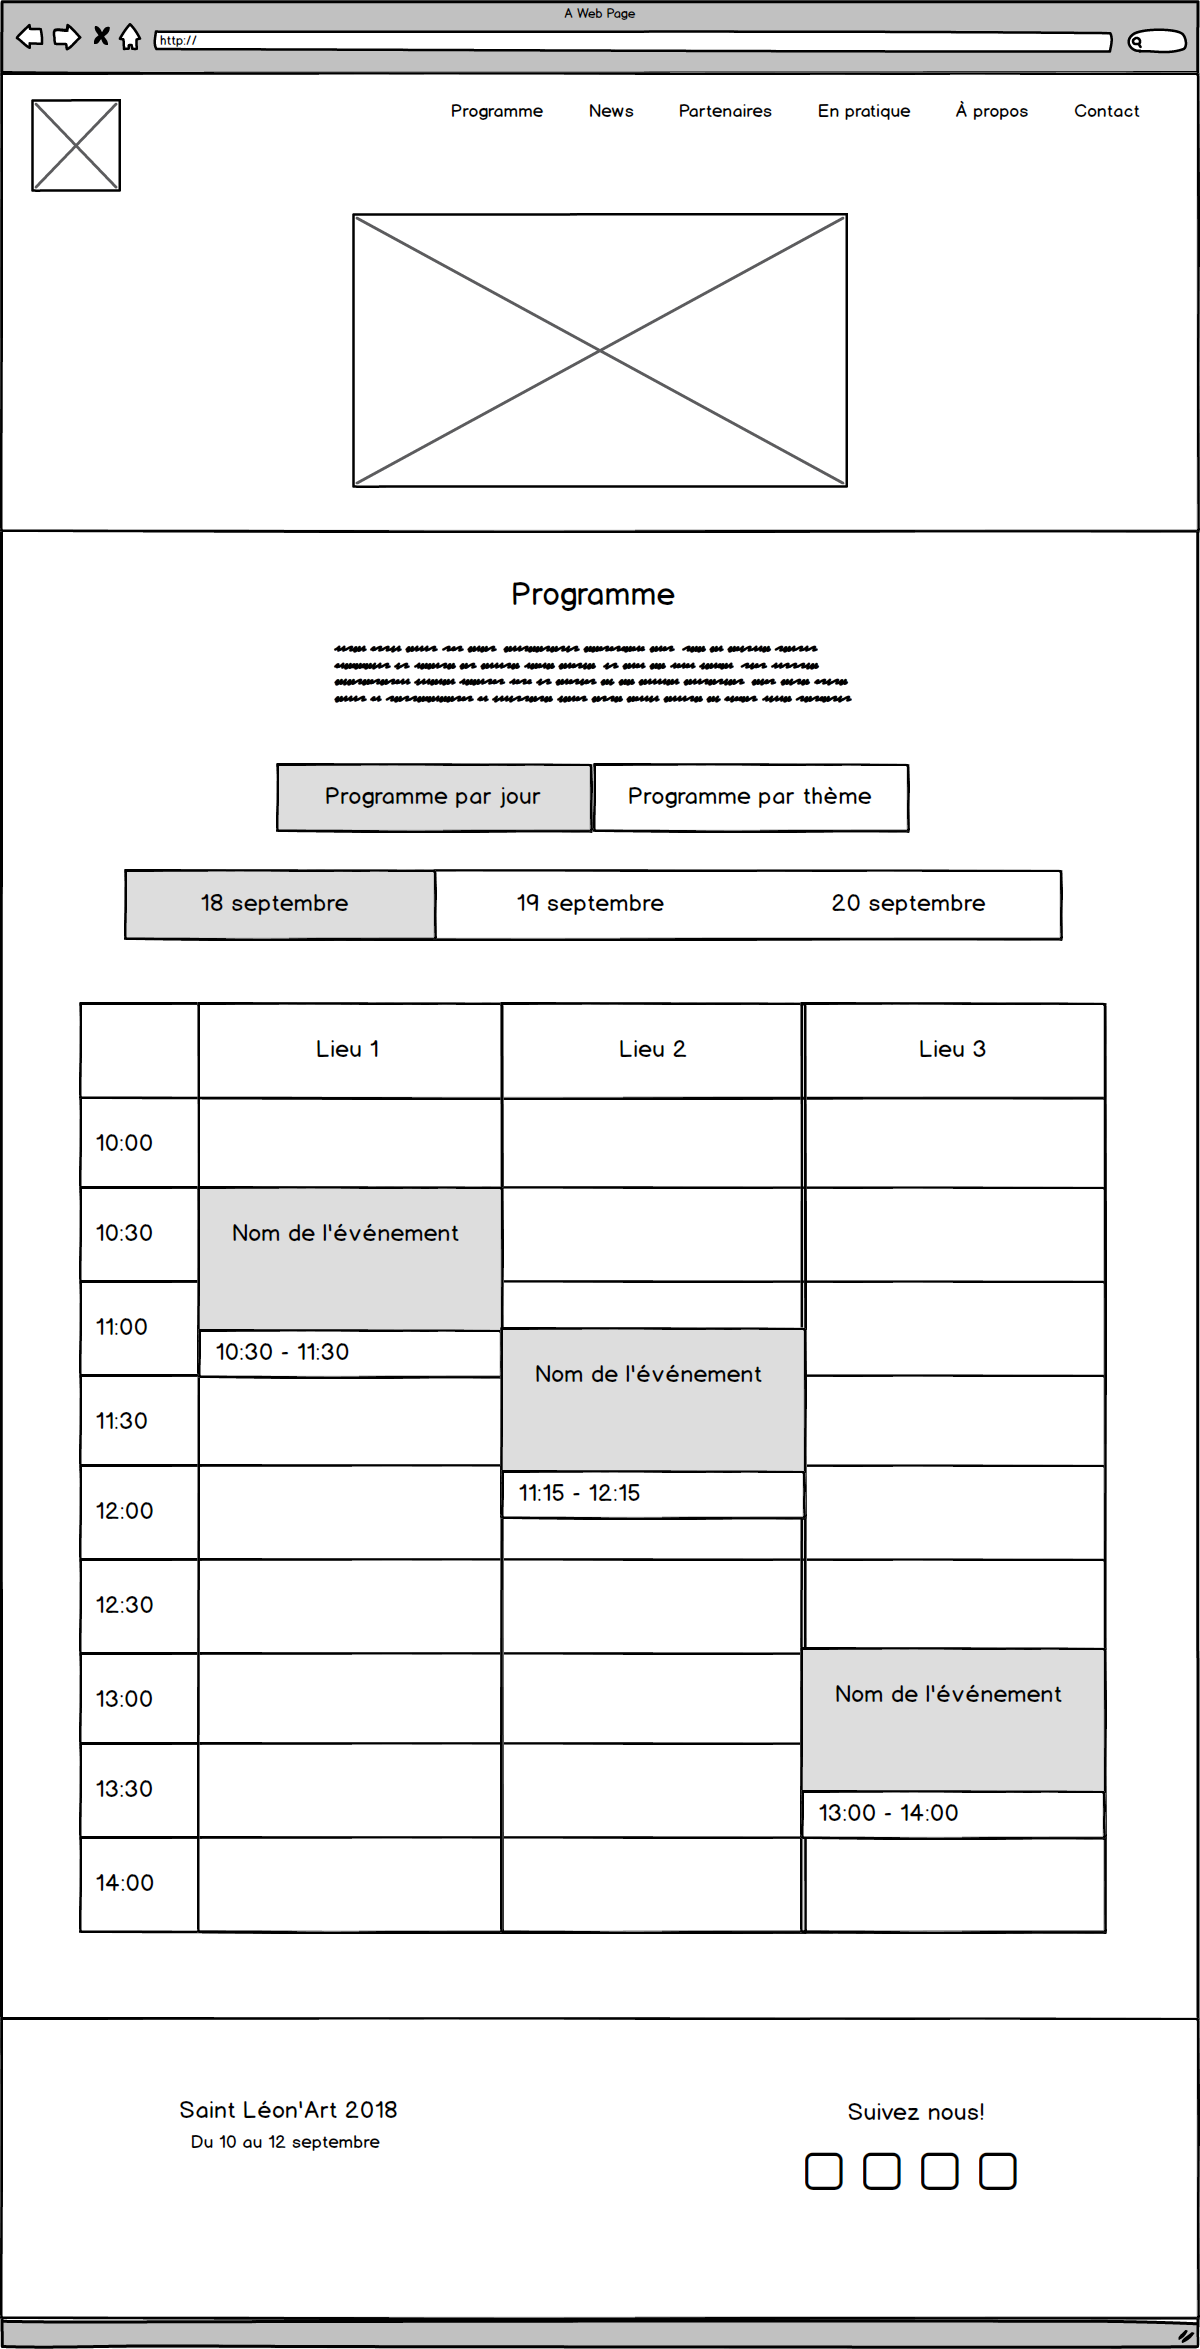 A Web Page
http://
Programme News Partenaires En pratique À propos Contact
Programme
Programme par jour Programme par thème
18 septembre 19 septembre 20 septembre
Lieu 1 Lieu 2 Lieu 3
10:00
10:30 Nom de l'événement
11:00
10:30 - 11:30
Nom de l'événement
11:30
11:15 - 12:15
12:00
12:30
13:00 Nom de l'événement
13:30
13:00 - 14:00
14:00
Saint Léon'Art 2018
Du 10 au 12 septembre
Suivez nous!